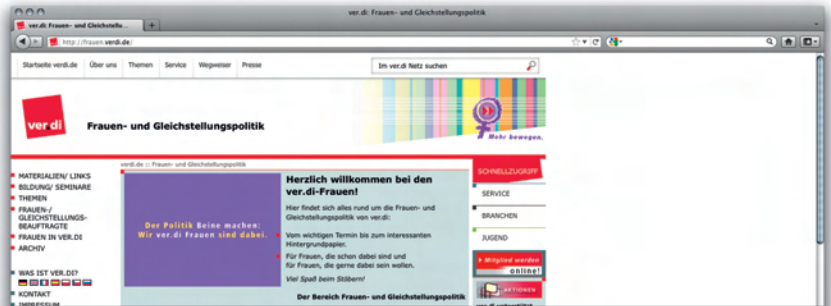 ver.di: Frauen- und Gleichstellungspolitik
ver.di: Frauen- und Gleichstellu...
http://frauen.verdi.de/
Startseite verdi.de Über uns Themen Service Wegweiser Presse
Im ver.di Netz suchen
ver.di
Frauen- und Gleichstellungspolitik
Mehr bewegen.
verdi.de :: Frauen- und Gleichstellungspolitik
MATERIALIEN/ LINKS
BILDUNG/ SEMINARE
THEMEN
FRAUEN-/
GLEICHSTELLUNGS-
BEAUFTRAGTE
FRAUEN IN VER.DI
ARCHIV
WAS IST VER.DI?
KONTAKT
IMPRESSUM
Der Politik Beine machen:
Wir ver.di Frauen sind dabei.
Herzlich willkommen bei den
ver.di-Frauen!
Hier findet sich alles rund um die Frauen- und
Gleichstellungspolitik von ver.di:
Vom wichtigen Termin bis zum interessanten
Hintergrundpapier.
Für Frauen, die schon dabei sind und
für Frauen, die gerne dabei sein wollen.
Viel Spaß beim Stöbern!
Der Bereich Frauen- und Gleichstellungspolitik
SCHNELLZUGRIFF
SERVICE
BRANCHEN
JUGEND
Mitglied werden
online!
AKTIONEN
ver.di unterstützt